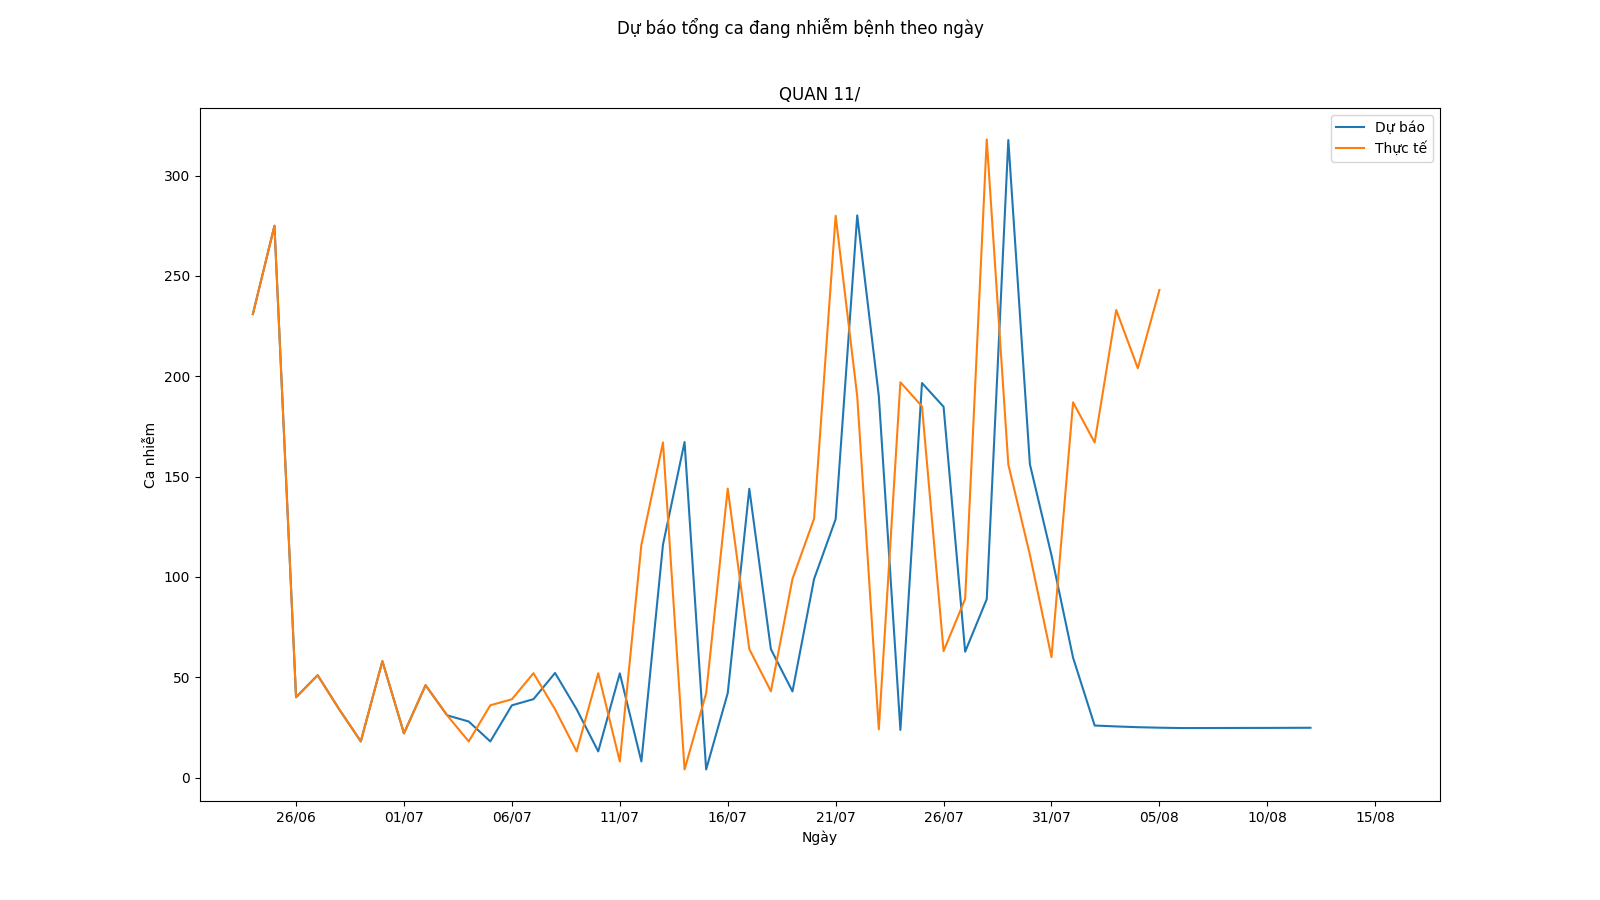 Dự báo tổng ca đang nhiễm bệnh theo ngày
QUAN 11/
Dự báo
Thực tế
300
250
200
150
100
50
0
Ca nhiễm
26/06 01/07 06/07 11/07 16/07 21/07 26/07 31/07 05/08 10/08 15/08
Ngày